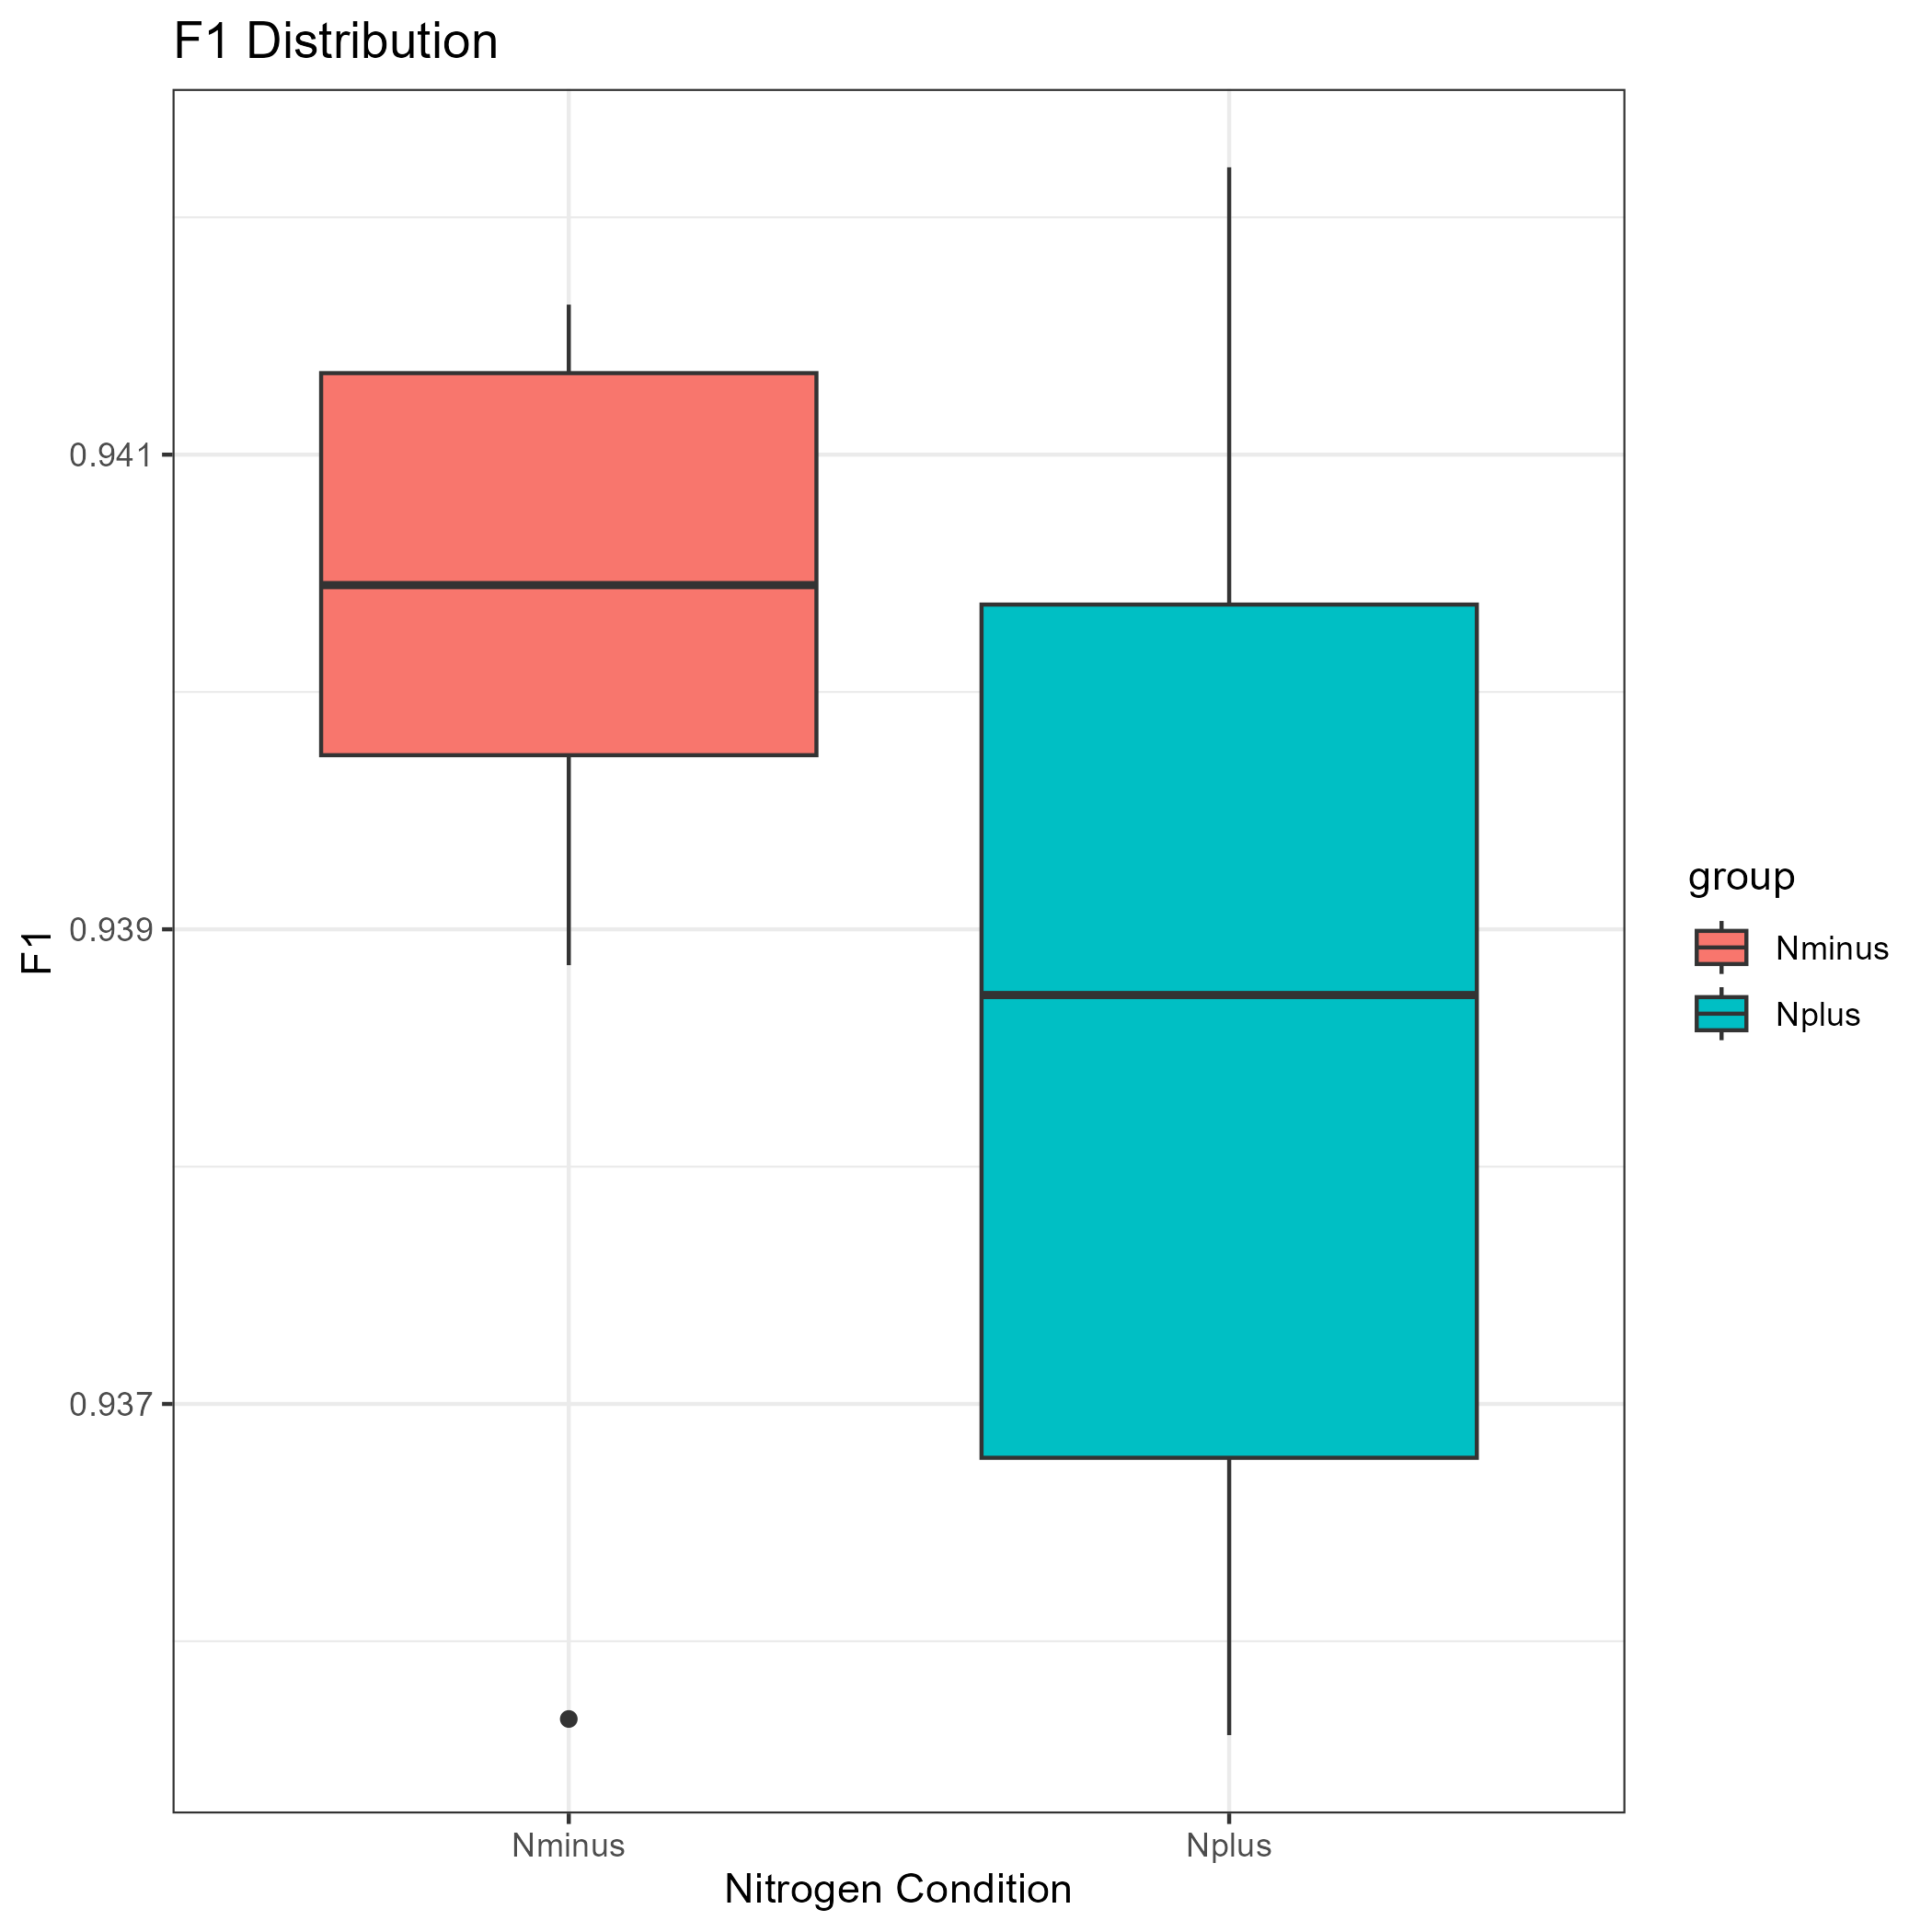 F1 Distribution
0.941
0.939
0.937
F1
Nminus
Nplus
Nitrogen Condition
group
Nminus
Nplus